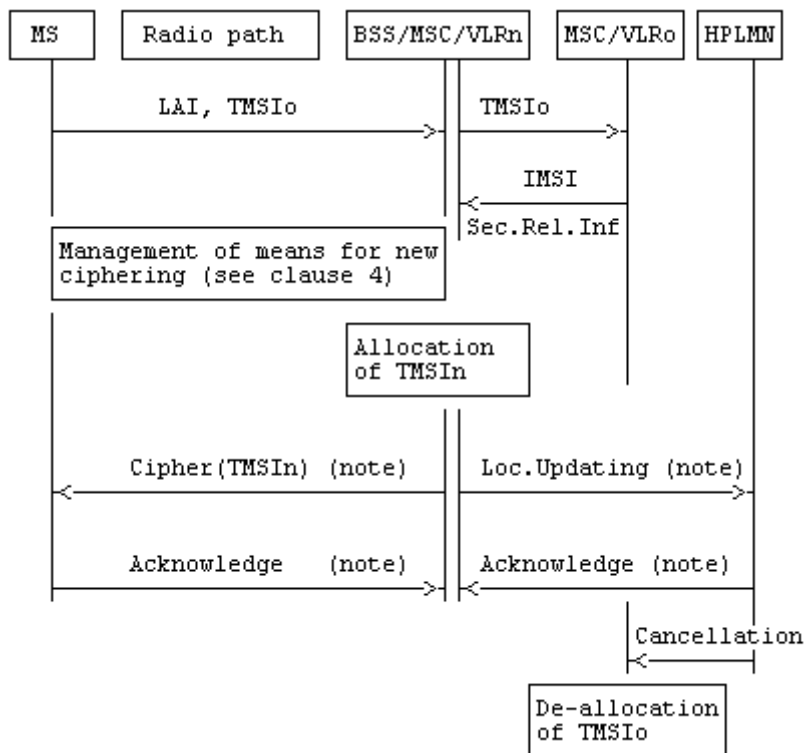 MS
Radio path
BSS/MSC/VLRn
MSC/VLRo
HPLMN
LAI, TMSIo
TMSIo
IMSI
Sec.Rel.Inf
Management of means for new
ciphering (see clause 4)
Allocation
of TMSIn
Cipher(TMSIn) (note)
Loc.Updating (note)
Acknowledge (note)
Acknowledge (note)
Cancellation
De-allocation
of TMSIo